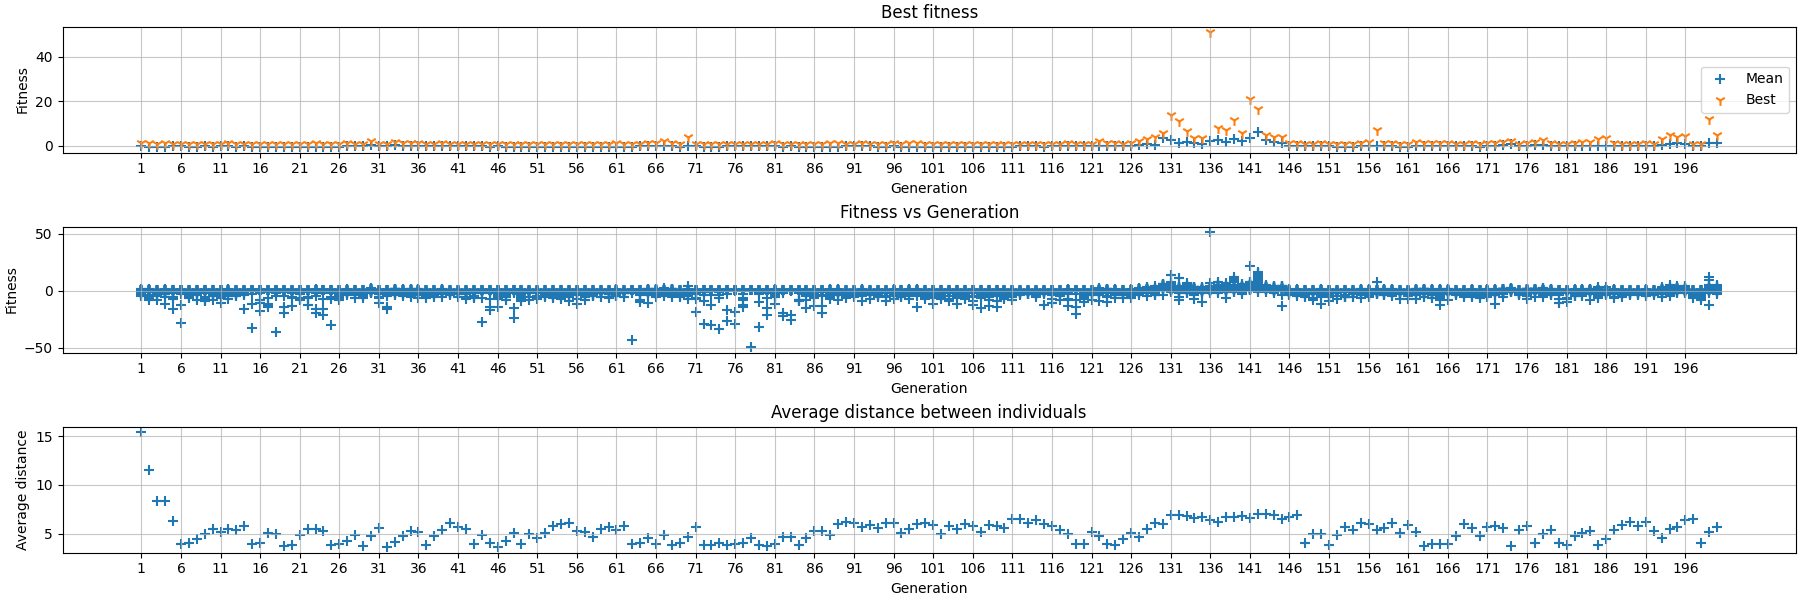 Best fitness
40
20
0
Fitness
Mean
Best
1 6 11 16 21 26 31 36 41 46 51 56 61 66 71 76 81 86 91 96 101 106 111 116 121 126 131 136 141 146 151 156 161 166 171 176 181 186 191 196
Generation
Fitness vs Generation
50
0
−50
Fitness
1 6 11 16 21 26 31 36 41 46 51 56 61 66 71 76 81 86 91 96 101 106 111 116 121 126 131 136 141 146 151 156 161 166 171 176 181 186 191 196
Generation
Average distance between individuals
15
10
5
Average distance
1 6 11 16 21 26 31 36 41 46 51 56 61 66 71 76 81 86 91 96 101 106 111 116 121 126 131 136 141 146 151 156 161 166 171 176 181 186 191 196
Generation